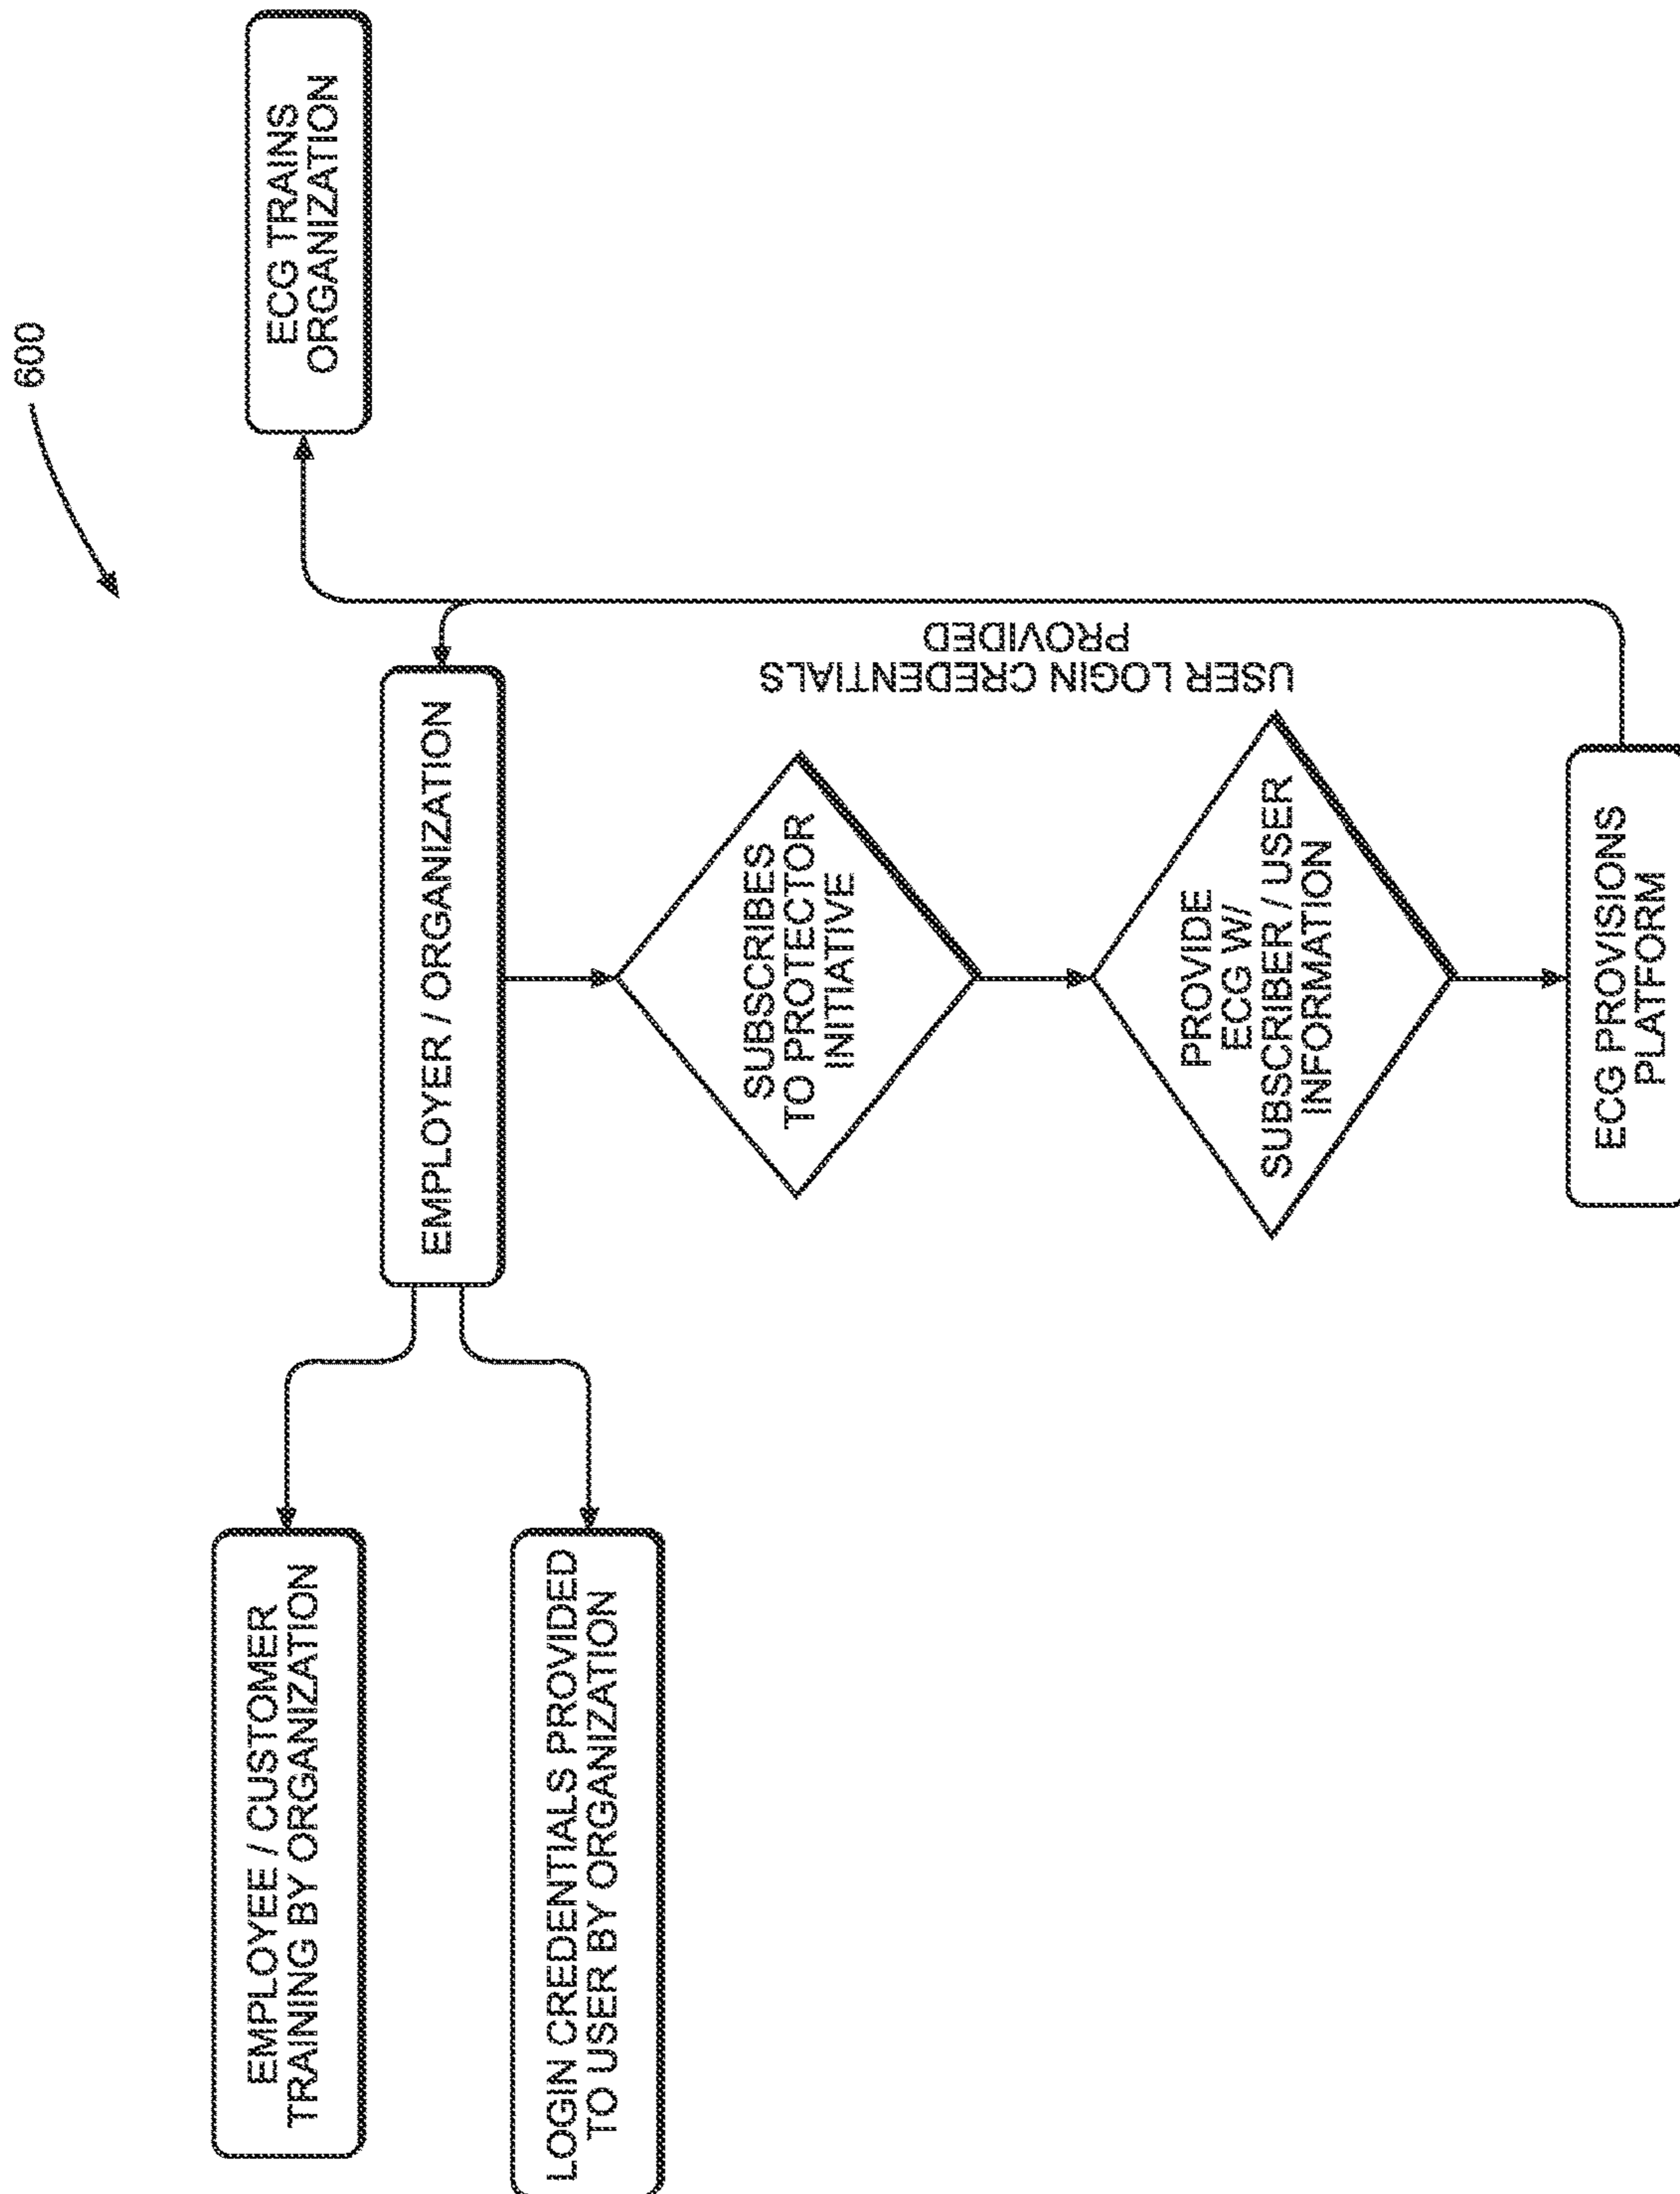 600
ECG TRAINS
ORGANIZATION
EMPLOYER / ORGANIZATION
SUBSCRIBES
TO PROTECTOR
INITIATIVE
PROVIDE
ECG W/
SUBSCRIBER / USER
INFORMATION
ECG PROVISIONS
PLATFORM
USER LOGIN CREDENTIALS
PROVIDED
EMPLOYEE / CUSTOMER
TRAINING BY ORGANIZATION
LOGIN CREDENTIALS PROVIDED
TO USER BY ORGANIZATION